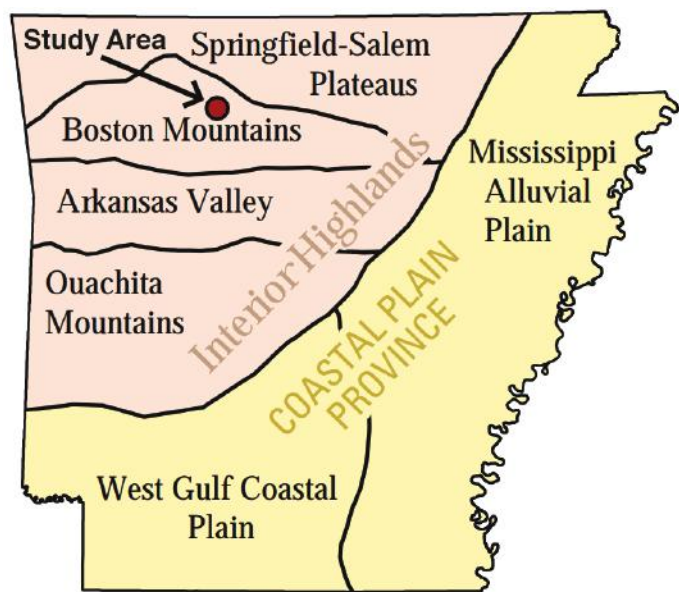 Study Area
Springfield-Salem
Plateaus
Boston Mountains
Mississippi
Alluvial
Plain
Arkansas Valley
Interior Highlands
Ouachita
Mountains
COASTAL PLAIN
PROVINCE
West Gulf Coastal
Plain